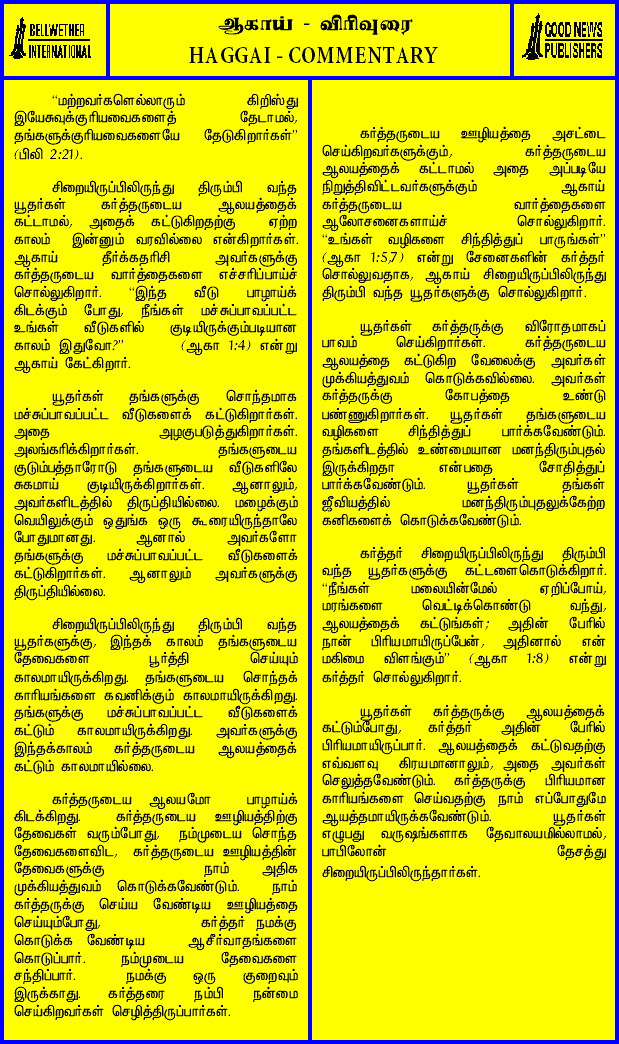 BELLWETHER
INTERNATIONAL
ஆகாய் - விரிவுரை
HAGGAI - COMMENTARY
GOOD NEWS
PUBLISHERS
“மற்றவர்களெல்லாரும் கிறிஸ்து
இயேசுவுக்குரியவைகளைத் தேடாமல்,
தங்களுக்குரியவைகளையே தேடுகிறார்கள்”
(பிலி 2:21).
சிறையிருப்பிலிருந்து திரும்பி வந்த
யூதர்கள் கர்த்தருடைய ஆலயத்தைக்
கட்டாமல், அதைக் கட்டுகிறதற்கு ஏற்ற
காலம் இன்னும் வரவில்லை என்கிறார்கள்.
ஆகாய் தீர்க்கதரிசி அவர்களுக்கு
கர்த்தருடைய வார்த்தைகளை எச்சரிப்பாய்ச்
சொல்லுகிறார். “இந்த வீடு பாழாய்க்
கிடக்கும் போது, நீங்கள் மச்சுப்பாவப்பட்ட
உங்கள் வீடுகளில் குடியிருக்கும்படியான
காலம் இதுவோ?” (ஆகா 1:4) என்று
ஆகாய் கேட்கிறார்.
யூதர்கள் தங்களுக்கு சொந்தமாக
மச்சுப்பாவப்பட்ட வீடுகளைக் கட்டுகிறார்கள்.
அதை அழகுபடுத்துகிறார்கள்.
அலங்கரிக்கிறார்கள். தங்களுடைய
குடும்பத்தாரோடு தங்களுடைய வீடுகளிலே
சுகமாய் குடியிருக்கிறார்கள். ஆனாலும்,
அவர்களிடத்தில் திருப்தியில்லை. மழைக்கும்
வெயிலுக்கும் ஒதுங்க ஒரு கூரையிருந்தாலே
போதுமானது. ஆனால் அவர்களோ
தங்களுக்கு மச்சுப்பாவப்பட்ட வீடுகளைக்
கட்டுகிறார்கள். ஆனாலும் அவர்களுக்கு
திருப்தியில்லை.
சிறையிருப்பிலிருந்து திரும்பி வந்த
யூதர்களுக்கு, இந்தக் காலம் தங்களுடைய
தேவைகளை பூர்த்தி செய்யும்
காலமாயிருக்கிறது. தங்களுடைய சொந்தக்
காரியங்களை கவனிக்கும் காலமாயிருக்கிறது.
தங்களுக்கு மச்சுப்பாவப்பட்ட வீடுகளைக்
கட்டும் காலமாயிருக்கிறது. அவர்களுக்கு
இந்தக்காலம் கர்த்தருடைய ஆலயத்தைக்
கட்டும் காலமாயில்லை.
கர்த்தருடைய ஆலயமோ பாழாய்க்
கிடக்கிறது. கர்த்தருடைய ஊழியத்திற்கு
தேவைகள் வரும்போது, நம்முடைய சொந்த
தேவைகளைவிட, கர்த்தருடைய ஊழியத்தின்
தேவைகளுக்கு நாம் அதிக
முக்கியத்துவம் கொடுக்கவேண்டும். நாம்
கர்த்தருக்கு செய்ய வேண்டிய ஊழியத்தை
செய்யும்போது, கர்த்தர் நமக்கு
கொடுக்க வேண்டிய ஆசீர்வாதங்களை
கொடுப்பார். நம்முடைய தேவைகளை
சந்திப்பார். நமக்கு ஒரு குறைவும்
இருக்காது. கர்த்தரை நம்பி நன்மை
செய்கிறவர்கள் செழித்திருப்பார்கள்.
கர்த்தருடைய ஊழியத்தை அசட்டை
செய்கிறவர்களுக்கும், கர்த்தருடைய
ஆலயத்தைக் கட்டாமல் அதை அப்படியே
நிறுத்திவிட்டவர்களுக்கும் ஆகாய்
கர்த்தருடைய வார்த்தைகளை
ஆலோசனைகளாய்ச் சொல்லுகிறார்.
“உங்கள் வழிகளை சிந்தித்துப் பாருங்கள்”
(ஆகா 1:5,7) என்று சேனைகளின் கர்த்தர்
சொல்லுவதாக, ஆகாய் சிறையிருப்பிலிருந்து
திரும்பி வந்த யூதர்களுக்கு சொல்லுகிறார்.
யூதர்கள் கர்த்தருக்கு விரோதமாகப்
பாவம் செய்கிறார்கள். கர்த்தருடைய
ஆலயத்தை கட்டுகிற வேலைக்கு அவர்கள்
முக்கியத்துவம் கொடுக்கவில்லை. அவர்கள்
கர்த்தருக்கு கோபத்தை உண்டு
பண்ணுகிறார்கள். யூதர்கள் தங்களுடைய
வழிகளை சிந்தித்துப் பார்க்கவேண்டும்.
தங்களிடத்தில் உண்மையான மனந்திரும்புதல்
இருக்கிறதா என்பதை சோதித்துப்
பார்க்கவேண்டும். யூதர்கள் தங்கள்
ஜீவியத்தில் மனந்திரும்புதலுக்கேற்ற
கனிகளைக் கொடுக்கவேண்டும்.
கர்த்தர் சிறையிருப்பிலிருந்து திரும்பி
வந்த யூதர்களுக்கு கட்டளைகொடுக்கிறார்.
“நீங்கள் மலையின்மேல் ஏறிப்போய்,
மரங்களை வெட்டிக்கொண்டு வந்து,
ஆலயத்தைக் கட்டுங்கள்; அதின் பேரில்
நான் பிரியமாயிருப்பேன், அதினால் என்
மகிமை விளங்கும்” (ஆகா 1:8) என்று
கர்த்தர் சொல்லுகிறார்.
யூதர்கள் கர்த்தருக்கு ஆலயத்தைக்
கட்டும்போது, கர்த்தர் அதின் பேரில்
பிரியமாயிருப்பார். ஆலயத்தைக் கட்டுவதற்கு
எவ்வளவு கிரயமானாலும், அதை அவர்கள்
செலுத்தவேண்டும். கர்த்தருக்கு பிரியமான
காரியங்களை செய்வதற்கு நாம் எப்போதுமே
ஆயத்தமாயிருக்கவேண்டும். யூதர்கள்
எழுபது வருஷங்களாக தேவாலயமில்லாமல்,
பாபிலோன் தேசத்து
சிறையிருப்பிலிருந்தார்கள்.